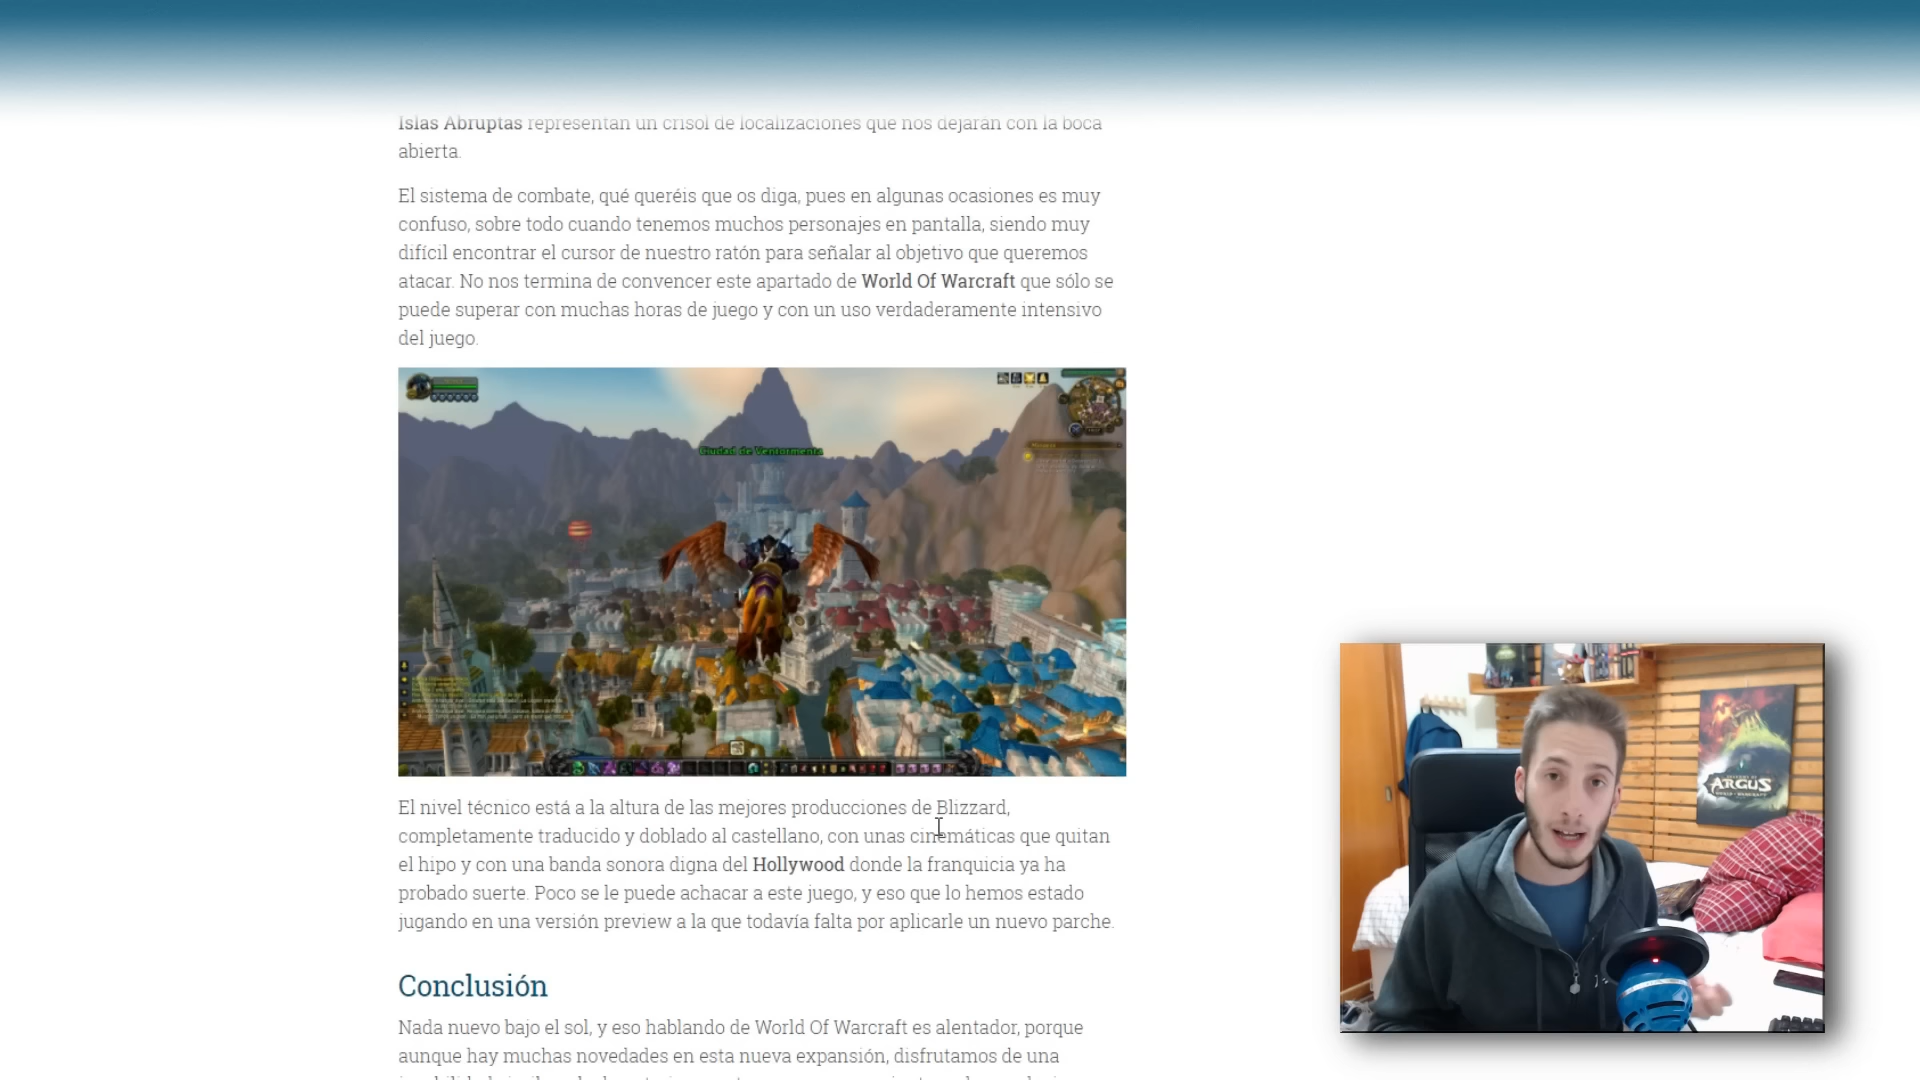 Islas Abruptas representan un crisol de localizaciones que nos dejarán con la boca
abierta.
El sistema de combate, qué queréis que os diga, pues en algunas ocasiones es muy
confuso, sobre todo cuando tenemos muchos personajes en pantalla, siendo muy
difícil encontrar el cursor de nuestro ratón para señalar al objetivo que queremos
atacar. No nos termina de convencer este apartado de World Of Warcraft que sólo se
puede superar con muchas horas de juego y con un uso verdaderamente intensivo
del juego.
Ciudad de Ventormenta
El nivel técnico está a la altura de las mejores producciones de Blizzard,
completamente traducido y doblado al castellano, con unas cinemáticas que quitan
el hipo y con una banda sonora digna del Hollywood donde la franquicia ya ha
probado suerte. Poco se le puede achacar a este juego, y eso que lo hemos estado
jugando en una versión preview a la que todavía falta por aplicarle un nuevo parche.
ARGUS
Conclusión
Nada nuevo bajo el sol, y eso hablando de World Of Warcraft es alentador, porque
aunque hay muchas novedades en esta nueva expansión, disfrutamos de una